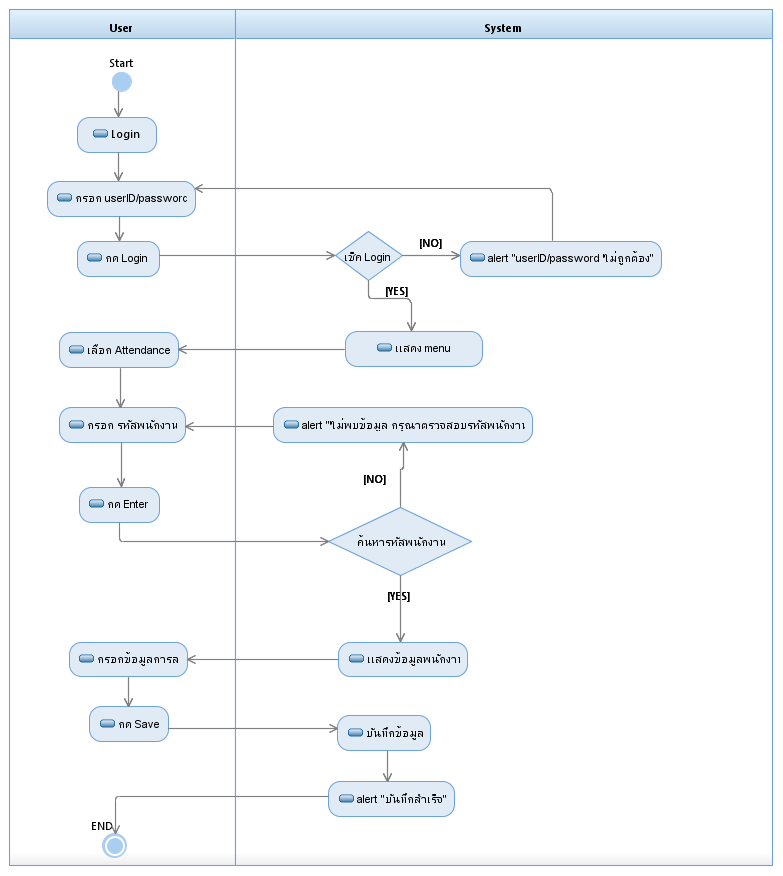 User
System
Start
Login
กรอก userID/password
กด Login
เช็ค Login
[NO]
alert "userID/password ไม่ถูกต้อง"
[YES]
แสดง menu
เลือก Attendance
กรอก รหัสพนักงาน
alert "ไม่พบข้อมูล กรุณาตรวจสอบรหัสพนักงาน
[NO]
กด Enter
ค้นหารหัสพนักงาน
[YES]
แสดงข้อมูลพนักงาน
กรอกข้อมูลการล
กด Save
บันทึกข้อมูล
alert "บันทึกสำเร็จ"
END